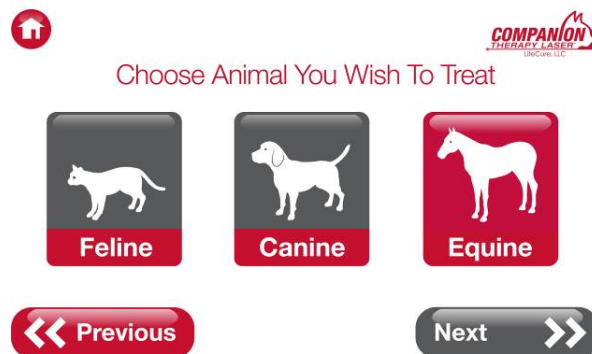 COMPANION
THERAPY LASER
LiteCure, LLC
Choose Animal You Wish To Treat
Feline
Canine
Equine
Previous
Next